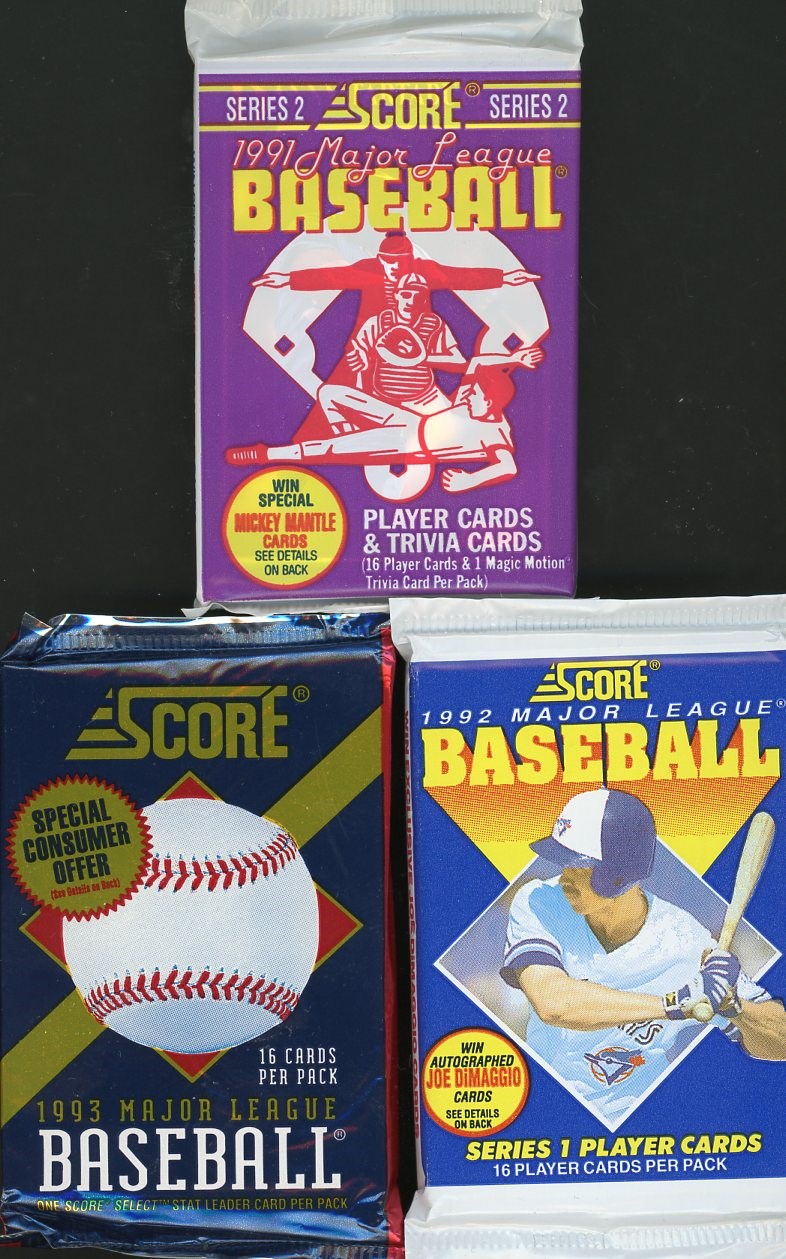 SERIES 2 SCORE® SERIES 2
1991 Major League
BASEBALL®
WIN
SPECIAL
MICKEY MANTLE
CARDS
SEE DETAILS
ON BACK
PLAYER CARDS
& TRIVIA CARDS
(16 Player Cards & 1 Magic Motion
Trivia Card Per Pack)
SCORE®
SPECIAL
CONSUMER
OFFER
(See Details on Back)
16 CARDS
PER PACK
1993 MAJOR LEAGUE
BASEBALL®
ONE SCORE® SELECT™ STAT LEADER CARD PER PACK
SCORE®
1992 MAJOR LEAGUE®
BASEBALL
WIN
AUTOGRAPHED
JOE DiMAGGIO
CARDS
SEE DETAILS
ON BACK
SERIES 1 PLAYER CARDS
16 PLAYER CARDS PER PACK